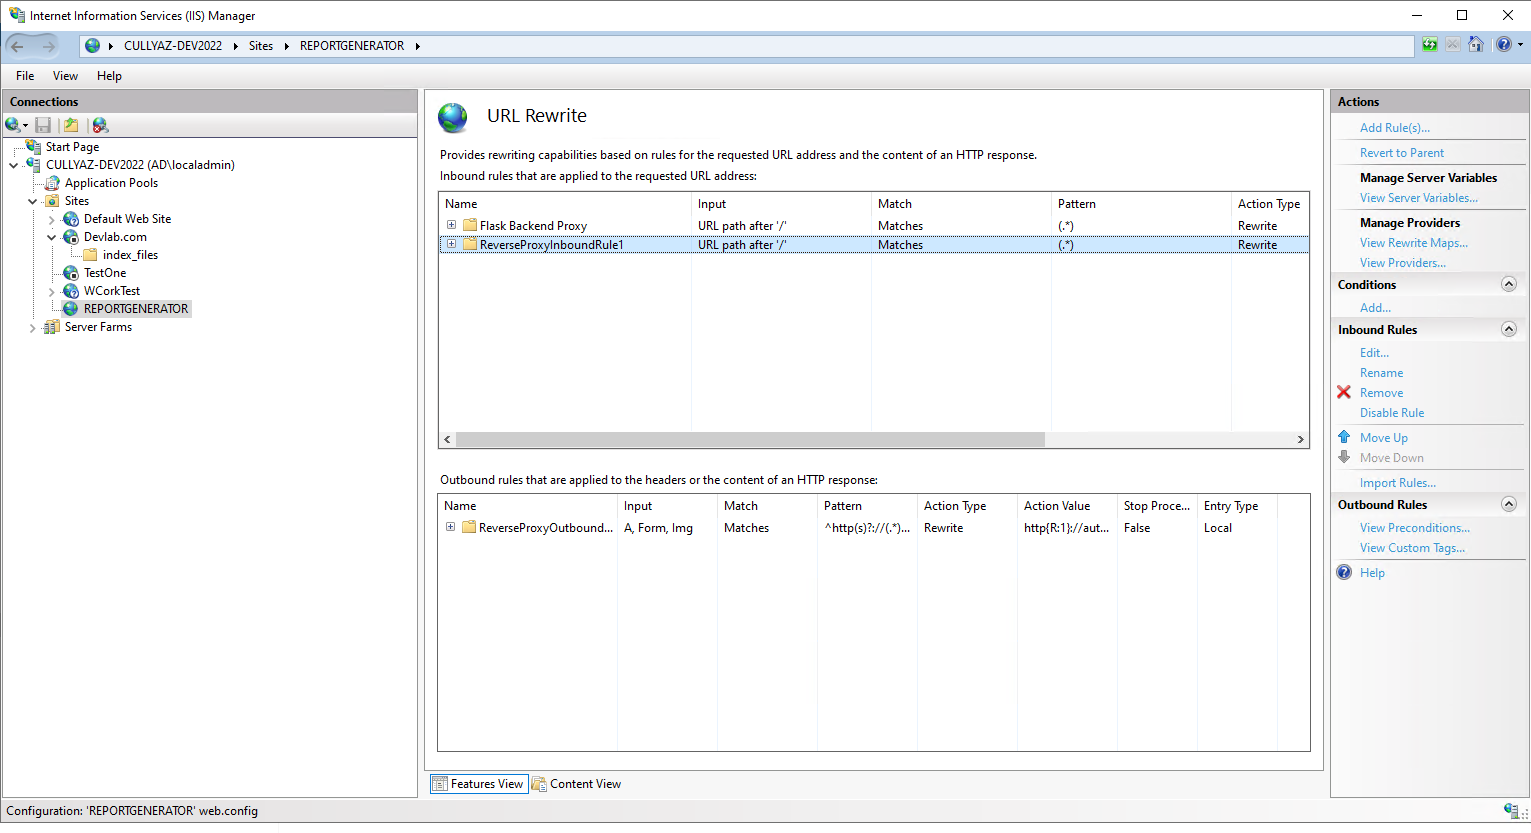 Internet Information Services (IIS) Manager
CULLYAZ-DEV2022 Sites REPORTGENERATOR
File View Help
Connections
Start Page
CULLYAZ-DEV2022 (AD\localadmin)
Application Pools
Sites
Default Web Site
Devlab.com
index_files
TestOne
WCorkTest
REPORTGENERATOR
Server Farms
URL Rewrite
Provides rewriting capabilities based on rules for the requested URL address and the content of an HTTP response.
Inbound rules that are applied to the requested URL address:
Name Input Match Pattern Action Type
Flask Backend Proxy URL path after '/' Matches (.*) Rewrite
ReverseProxyInboundRule1 URL path after '/' Matches (.*) Rewrite
Outbound rules that are applied to the headers or the content of an HTTP response:
Name Input Match Pattern Action Type Action Value Stop Proce... Entry Type
ReverseProxyOutbound... A, Form, Img Matches ^http(s)?://(.*)... Rewrite http{R:1}://aut... False Local
Features View Content View
Actions
Add Rule(s)...
Revert to Parent
Manage Server Variables
View Server Variables...
Manage Providers
View Rewrite Maps...
View Providers...
Conditions
Add...
Inbound Rules
Edit...
Rename
Remove
Disable Rule
Move Up
Move Down
Import Rules...
Outbound Rules
View Preconditions...
View Custom Tags...
Help
Configuration: 'REPORTGENERATOR' web.config